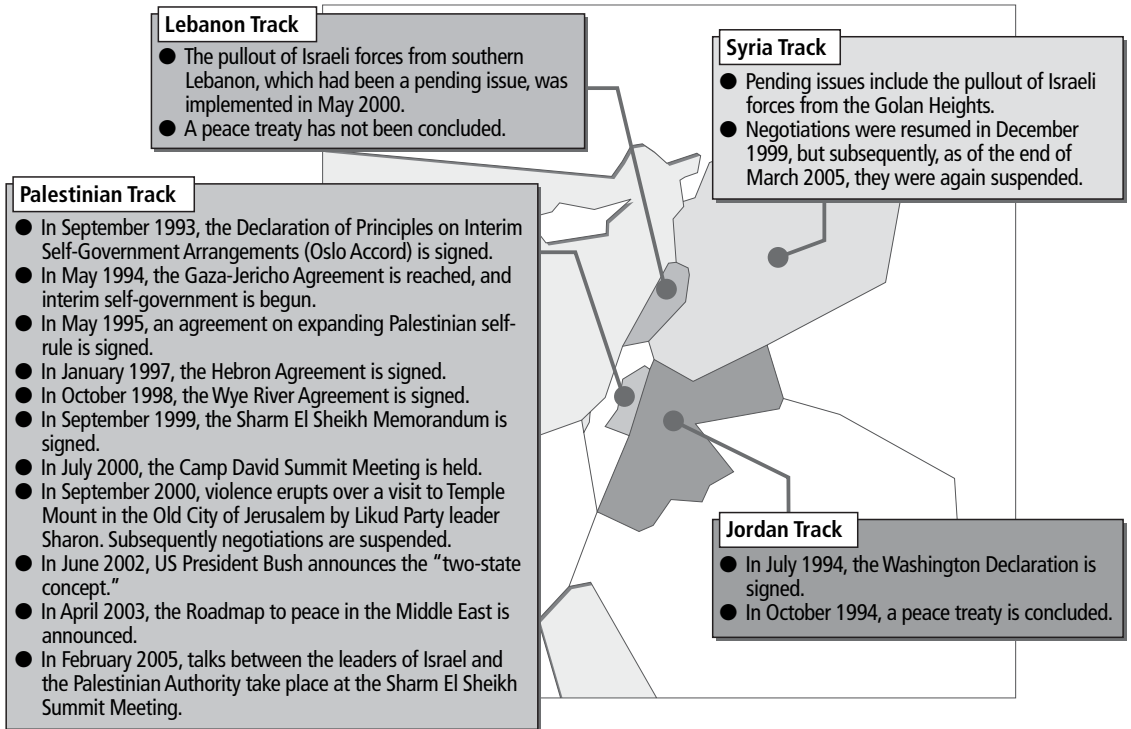 Lebanon Track
● The pullout of Israeli forces from southern
Lebanon, which had been a pending issue, was
implemented in May 2000.
● A peace treaty has not been concluded.
Syria Track
● Pending issues include the pullout of Israeli
forces from the Golan Heights.
● Negotiations were resumed in December
1999, but subsequently, as of the end of
March 2005, they were again suspended.
Palestinian Track
● In September 1993, the Declaration of Principles on Interim
Self-Government Arrangements (Oslo Accord) is signed.
● In May 1994, the Gaza-Jericho Agreement is reached, and
interim self-government is begun.
● In May 1995, an agreement on expanding Palestinian self-
rule is signed.
● In January 1997, the Hebron Agreement is signed.
● In October 1998, the Wye River Agreement is signed.
● In September 1999, the Sharm El Sheikh Memorandum is
signed.
● In July 2000, the Camp David Summit Meeting is held.
● In September 2000, violence erupts over a visit to Temple
Mount in the Old City of Jerusalem by Likud Party leader
Sharon. Subsequently negotiations are suspended.
● In June 2002, US President Bush announces the “two-state
concept.”
● In April 2003, the Roadmap to peace in the Middle East is
announced.
● In February 2005, talks between the leaders of Israel and
the Palestinian Authority take place at the Sharm El Sheikh
Summit Meeting.
Jordan Track
● In July 1994, the Washington Declaration is
signed.
● In October 1994, a peace treaty is concluded.